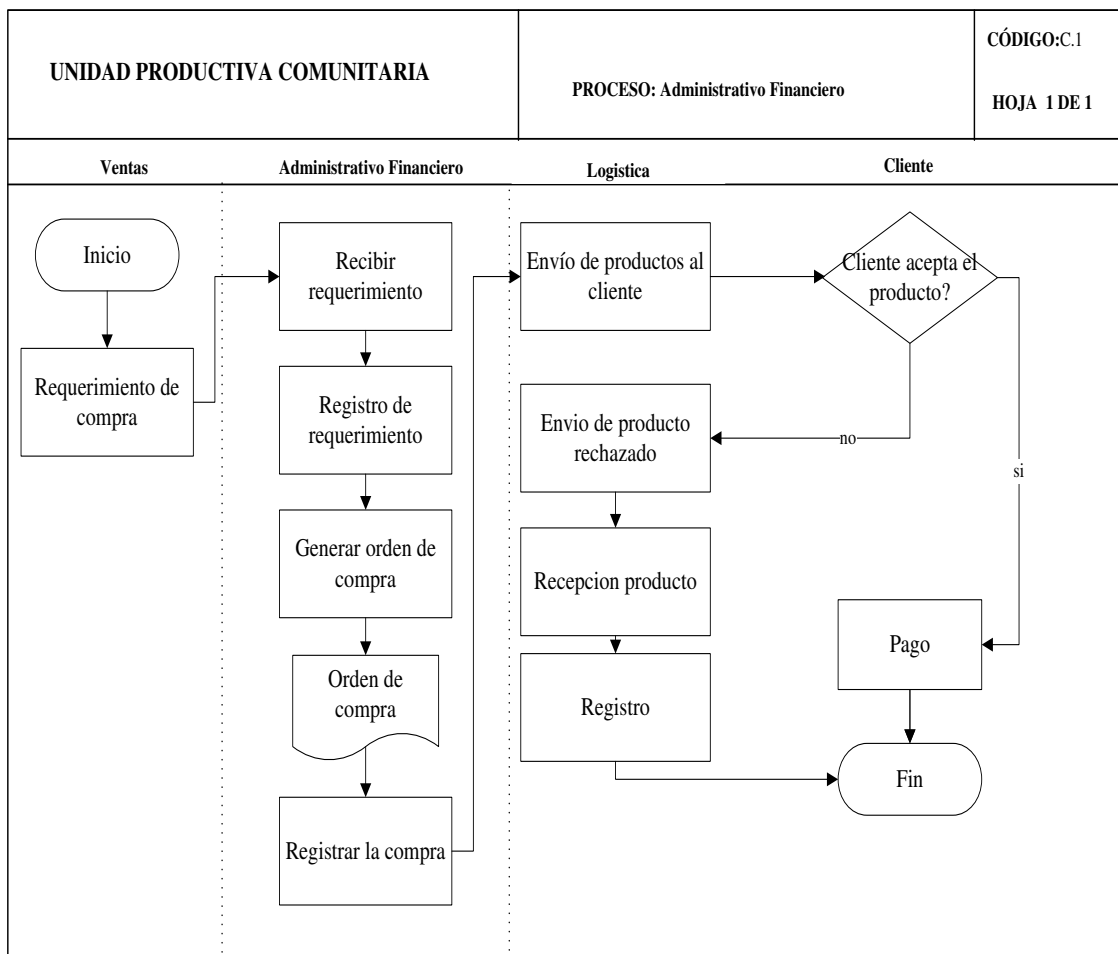 UNIDAD PRODUCTIVA COMUNITARIA
PROCESO: Administrativo Financiero
CÓDIGO:C.1
HOJA 1 DE 1
Ventas
Administrativo Financiero
Logistica
Cliente
Inicio
Requerimiento de
compra
Recibir
requerimiento
Registro de
requerimiento
Generar orden de
compra
Orden de
compra
Registrar la compra
Envío de productos al
cliente
Cliente acepta el
producto?
no
si
Envio de producto
rechazado
Recepcion producto
Registro
Pago
Fin